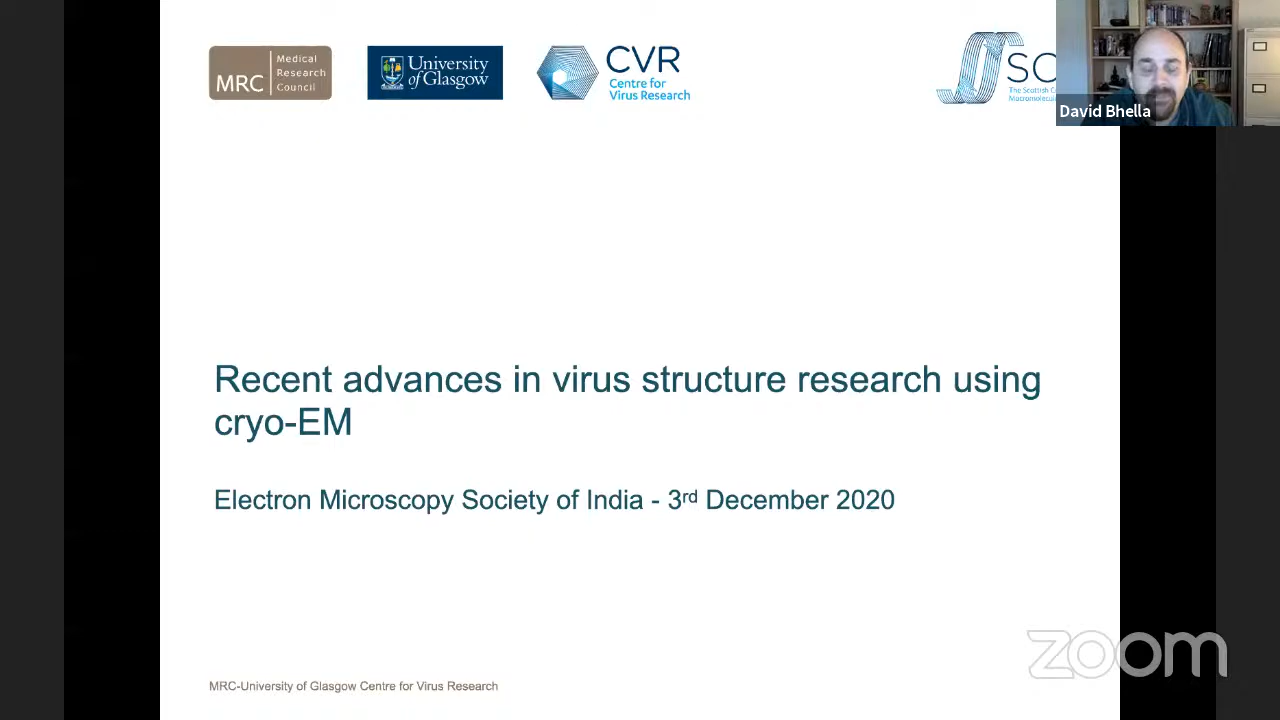 MRC
Medical
Research
Council
University
of Glasgow
CVR
Centre for
Virus Research
The Scottish
David Bhella
Recent advances in virus structure research using
cryo-EM
Electron Microscopy Society of India - 3rd December 2020
zoom
MRC-University of Glasgow Centre for Virus Research